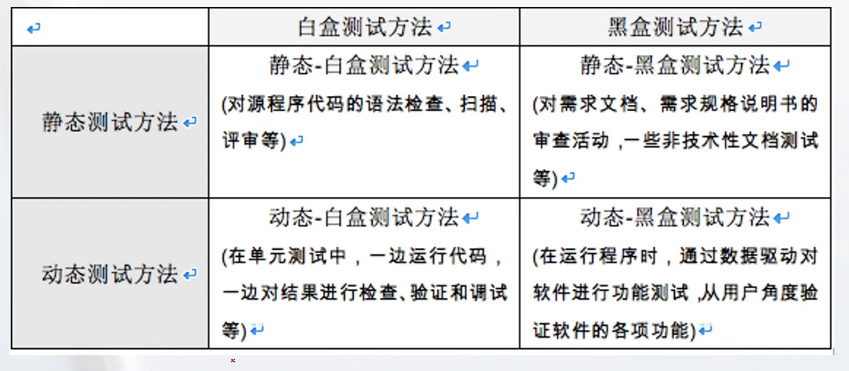 白盒测试方法
黑盒测试方法
静态测试方法
静态-白盒测试方法
(对源程序代码的语法检查、扫描、
评审等)
静态-黑盒测试方法
(对需求文档、需求规格说明书的
审查活动,一些非技术性文档测试
等)
动态测试方法
动态-白盒测试方法
(在单元测试中，一边运行代码，
一边对结果进行检查、验证和调试
等)
动态-黑盒测试方法
(在运行程序时，通过数据驱动对
软件进行功能测试,从用户角度验
证软件的各项功能)